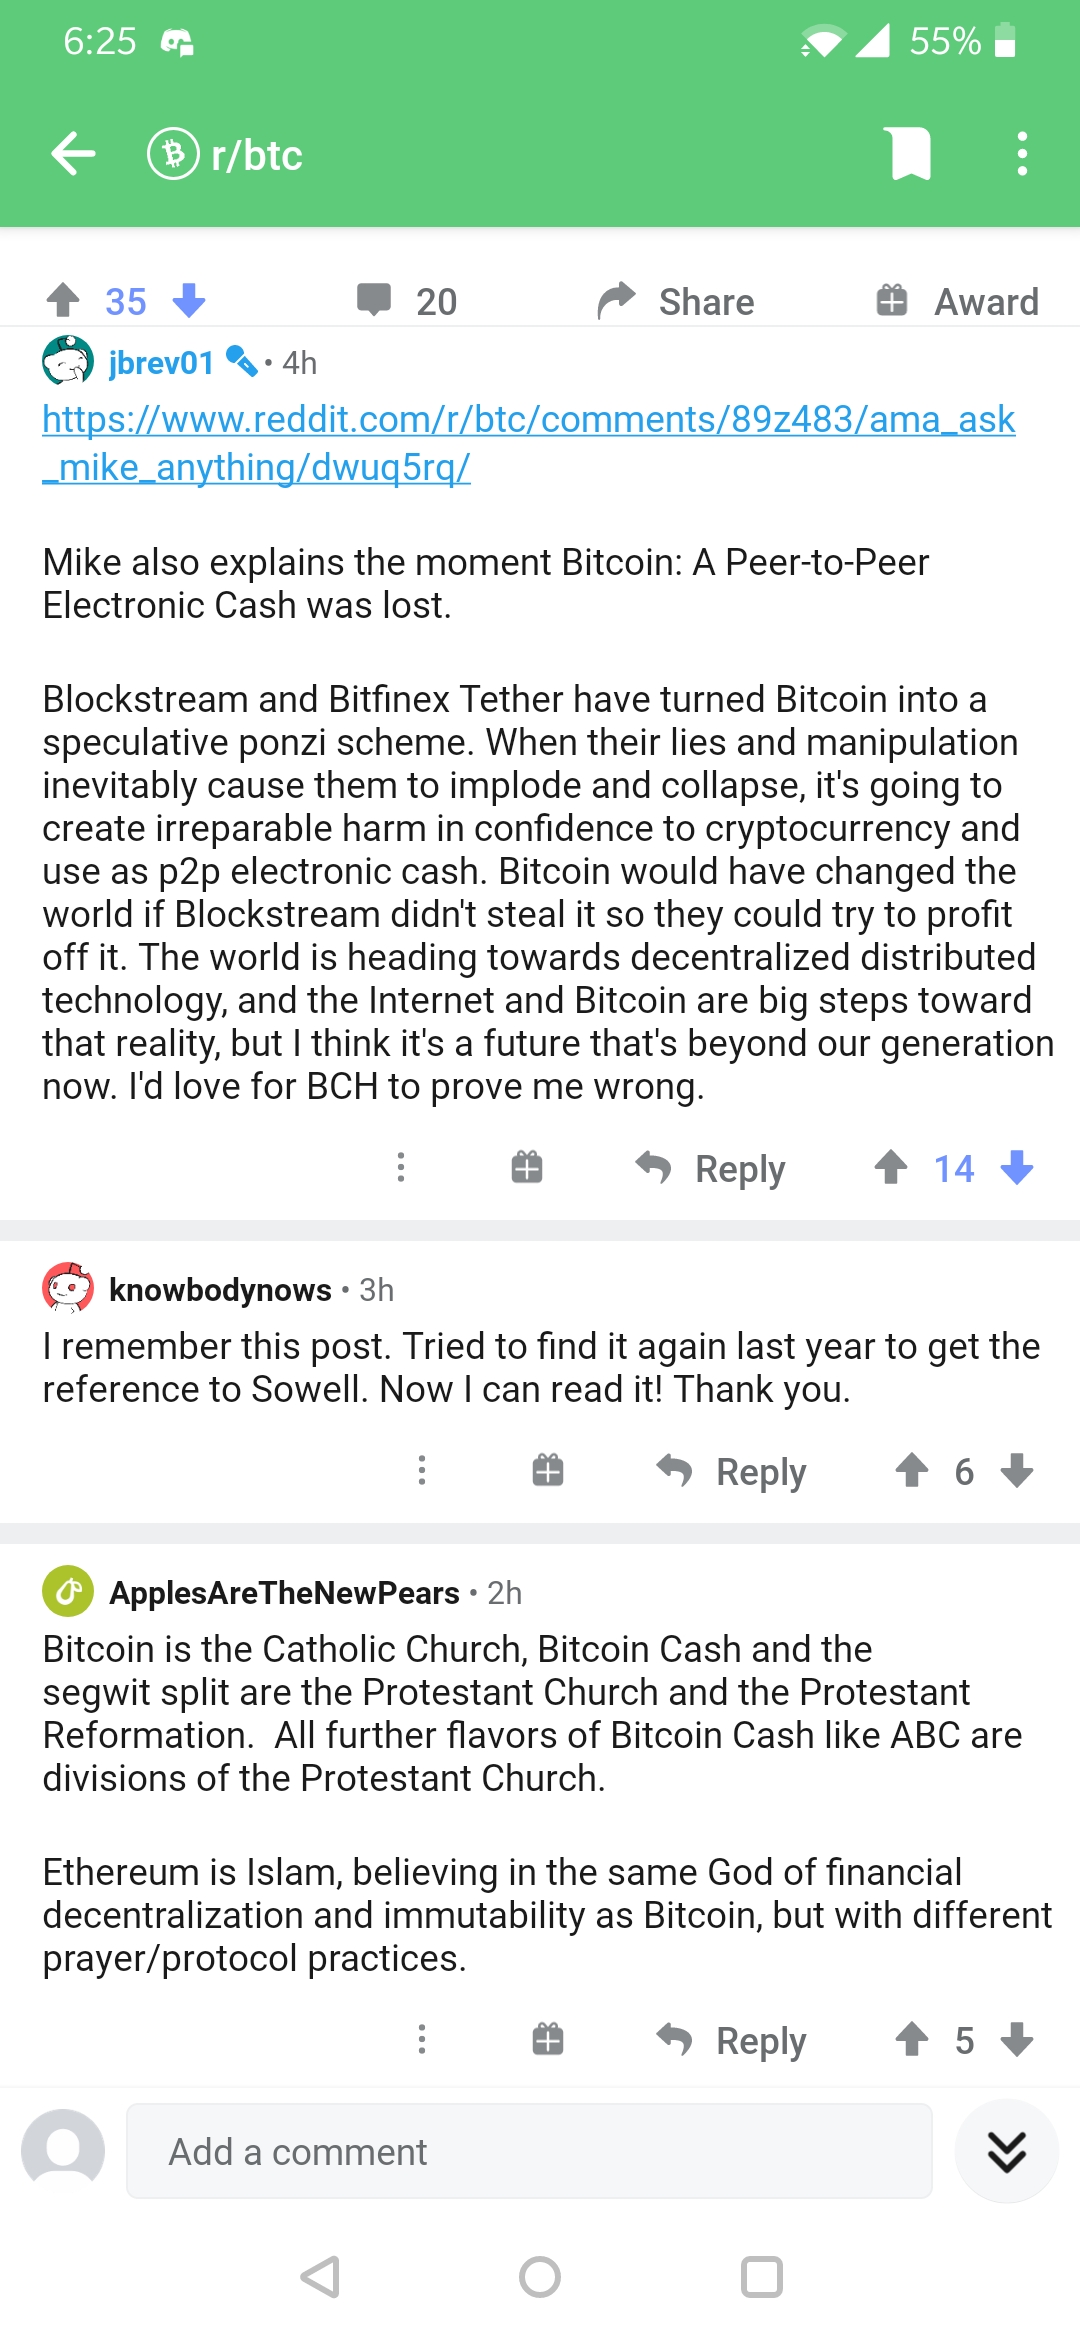 6:25 55%
r/btc
35 20 Share Award
jbrev01 • 4h
https://www.reddit.com/r/btc/comments/89z483/ama_ask
_mike_anything/dwuq5rq/
Mike also explains the moment Bitcoin: A Peer-to-Peer
Electronic Cash was lost.
Blockstream and Bitfinex Tether have turned Bitcoin into a
speculative ponzi scheme. When their lies and manipulation
inevitably cause them to implode and collapse, it's going to
create irreparable harm in confidence to cryptocurrency and
use as p2p electronic cash. Bitcoin would have changed the
world if Blockstream didn't steal it so they could try to profit
off it. The world is heading towards decentralized distributed
technology, and the Internet and Bitcoin are big steps toward
that reality, but I think it's a future that's beyond our generation
now. I'd love for BCH to prove me wrong.
Reply 14
knowbodynows • 3h
I remember this post. Tried to find it again last year to get the
reference to Sowell. Now I can read it! Thank you.
Reply 6
ApplesAreTheNewPears • 2h
Bitcoin is the Catholic Church, Bitcoin Cash and the
segwit split are the Protestant Church and the Protestant
Reformation.  All further flavors of Bitcoin Cash like ABC are
divisions of the Protestant Church.
Ethereum is Islam, believing in the same God of financial
decentralization and immutability as Bitcoin, but with different
prayer/protocol practices.
Reply 5
Add a comment